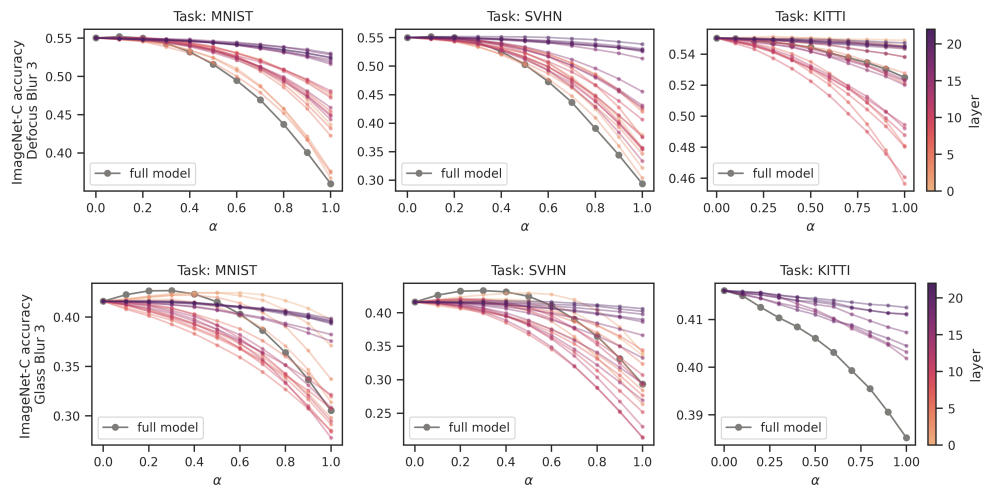 Task: MNIST
Task: SVHN
Task: KITTI
ImageNet-C accuracy
Defocus Blur 3
0.55
0.50
0.45
0.40
full model
0.0
0.2
0.4
0.6
0.8
1.0
α
0.55
0.50
0.45
0.40
0.35
0.30
full model
0.0
0.2
0.4
0.6
0.8
1.0
α
0.54
0.52
0.50
0.48
0.46
full model
0.00
0.25
0.50
0.75
1.00
α
20
15
10
5
0
layer
Task: MNIST
Task: SVHN
Task: KITTI
ImageNet-C accuracy
Glass Blur 3
0.40
0.35
0.30
full model
0.0
0.2
0.4
0.6
0.8
1.0
α
0.40
0.35
0.30
0.25
full model
0.0
0.2
0.4
0.6
0.8
1.0
α
0.41
0.40
0.39
full model
0.00
0.25
0.50
0.75
1.00
α
20
15
10
5
0
layer